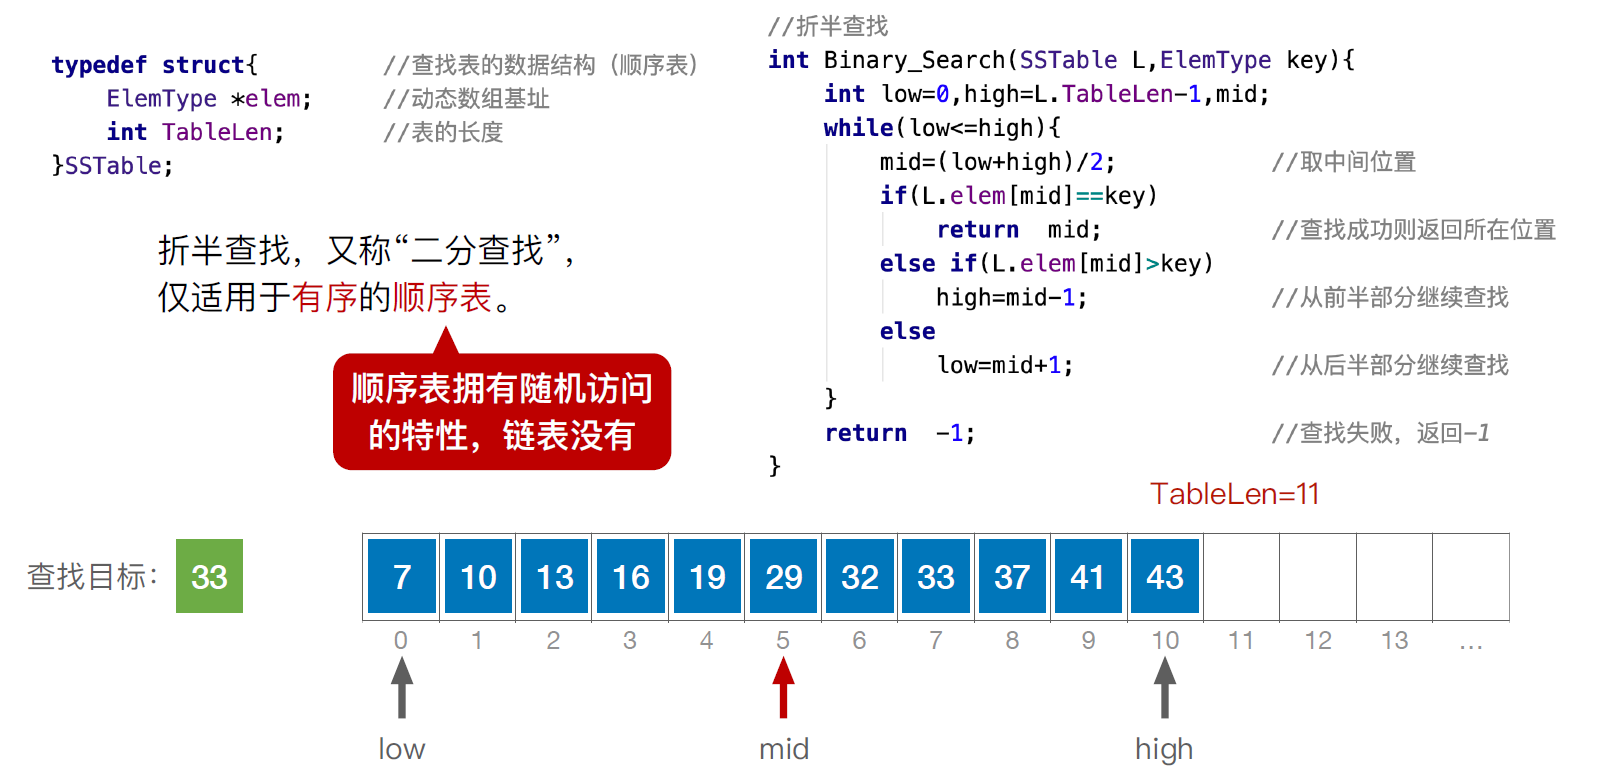 typedef struct{ //查找表的数据结构（顺序表）
ElemType *elem; //动态数组基址
int TableLen; //表的长度
}SSTable;
折半查找，又称“二分查找”，
仅适用于有序的顺序表。
顺序表拥有随机访问
的特性，链表没有
//折半查找
int Binary_Search(SSTable L,ElemType key){
int low=0,high=L.TableLen-1,mid;
while(low<=high){
mid=(low+high)/2; //取中间位置
if(L.elem[mid]==key)
return mid; //查找成功则返回所在位置
else if(L.elem[mid]>key)
high=mid-1; //从前半部分继续查找
else
low=mid+1; //从后半部分继续查找
}
return -1; //查找失败，返回-1
}
TableLen=11
查找目标： 33
7 10 13 16 19 29 32 33 37 41 43
0 1 2 3 4 5 6 7 8 9 10 11 12 13 ...
low mid high